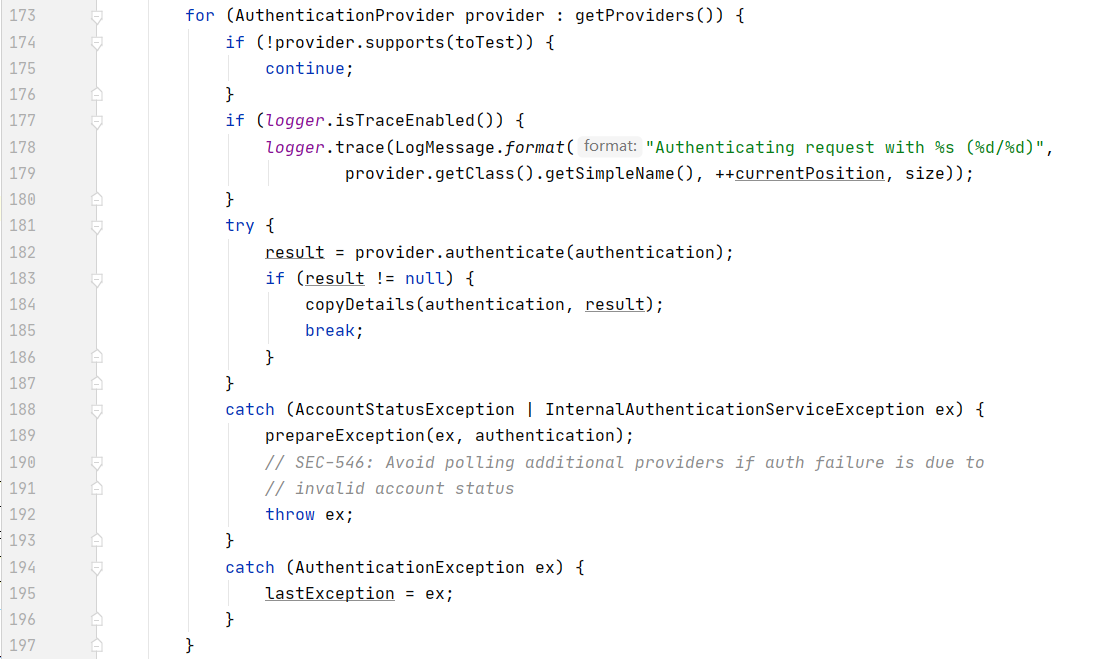 173 for (AuthenticationProvider provider : getProviders()) {
174 if (!provider.supports(toTest)) {
175 continue;
176 }
177 if (logger.isTraceEnabled()) {
178 logger.trace(LogMessage.format( format: "Authenticating request with %s (%d/%d)",
179 provider.getClass().getSimpleName(), ++currentPosition, size));
180 }
181 try {
182 result = provider.authenticate(authentication);
183 if (result != null) {
184 copyDetails(authentication, result);
185 break;
186 }
187 }
188 catch (AccountStatusException | InternalAuthenticationServiceException ex) {
189 prepareException(ex, authentication);
190 // SEC-546: Avoid polling additional providers if auth failure is due to
191 // invalid account status
192 throw ex;
193 }
194 catch (AuthenticationException ex) {
195 lastException = ex;
196 }
197 }